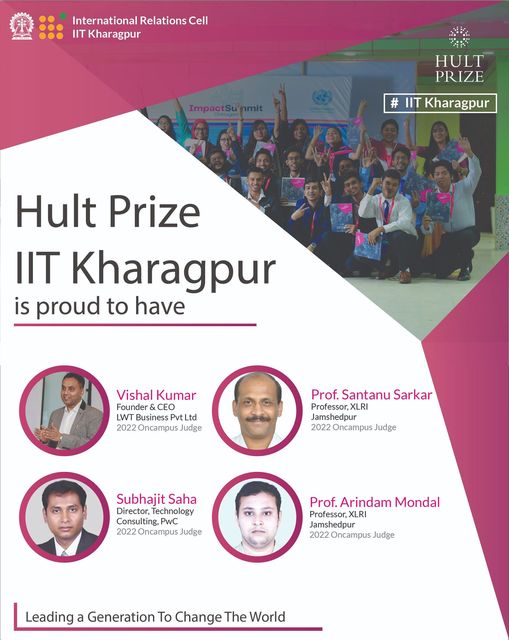 International Relations Cell
IIT Kharagpur
HULT
PRIZE
# IIT Kharagpur
ImpactSummit
Hult Prize
IIT Kharagpur
is proud to have
Vishal Kumar
Founder & CEO
LWT Business Pvt Ltd
2022 Oncampus Judge
Prof. Santanu Sarkar
Professor, XLRI
Jamshedpur
2022 Oncampus Judge
Subhajit Saha
Director, Technology
Consulting, PwC
2022 Oncampus Judge
Prof. Arindam Mondal
Professor, XLRI
Jamshedpur
2022 Oncampus Judge
Leading a Generation To Change The World